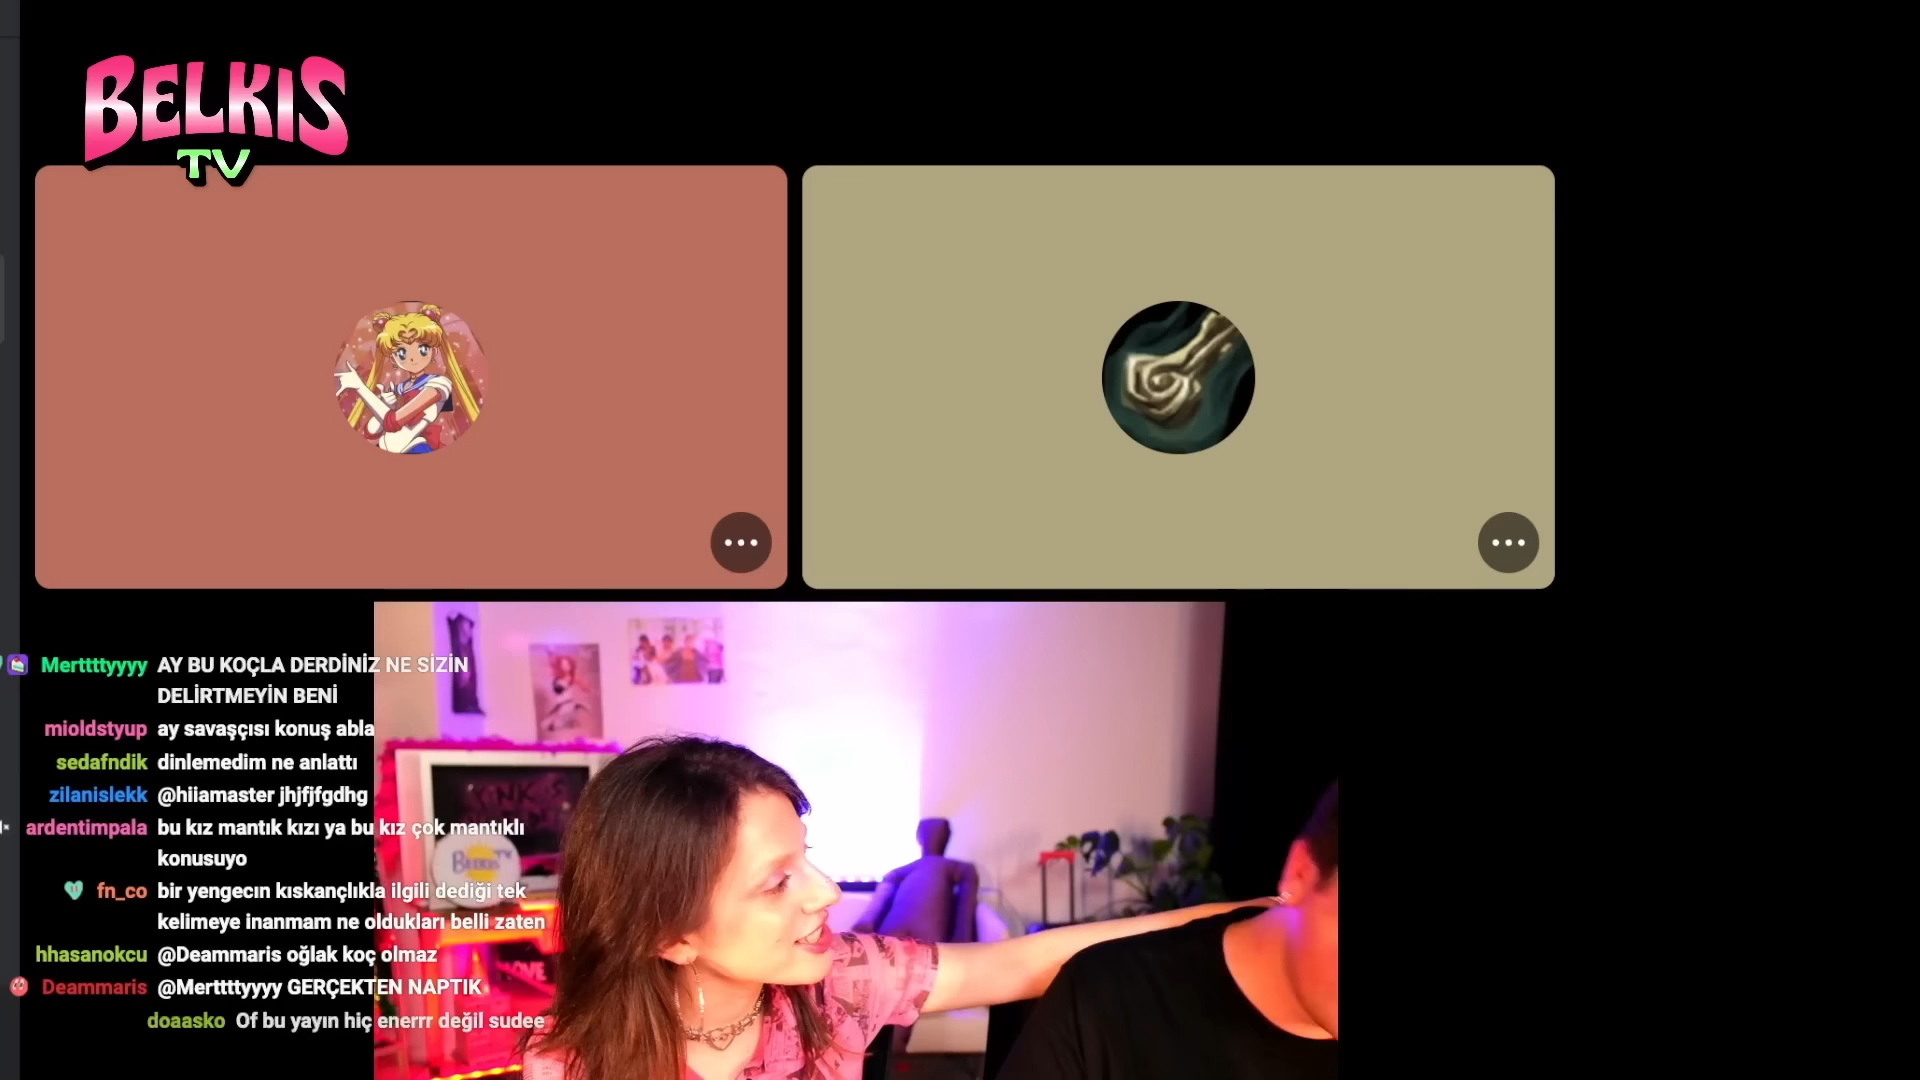 BELKIS
TV
Merttttyyyy AY BU KOÇLA DERDİNİZ NE SİZİN
DELİRTMEYİN BENİ
mioldstyup ay savaşçısı konuş abla
sedafndik dinlemedim ne anlattı
zilanislekk @hiiamaster jhjfjfgdhg
ardentimpala bu kız mantık kızı ya bu kız çok mantıklı
konusuyo
fn_co bir yengecın kıskançlıkla ilgili dediği tek
kelimeye inanmam ne oldukları belli zaten
hhasanokcu @Deammaris oğlak koç olmaz
Deammaris @Merttttyyyy GERÇEKTEN NAPTIK
doaasko Of bu yayın hiç enerrr değil sudee
BELKIS TV
LOVE